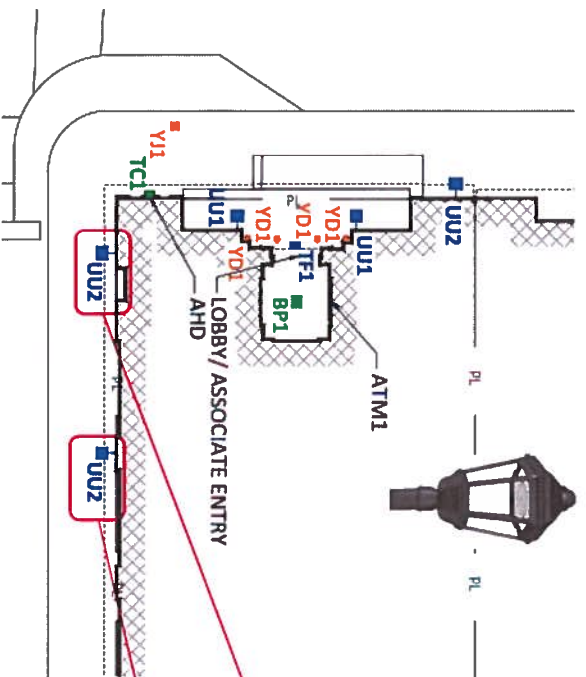 YJ1
TC1
UU1
PL
YD1
YD1
YD1
YD1
TF1
UU1
UU2
BP1
ATM1
LOBBY/ ASSOCIATE ENTRY
AHD
UU2
UU2
PL
PL
PL
PL